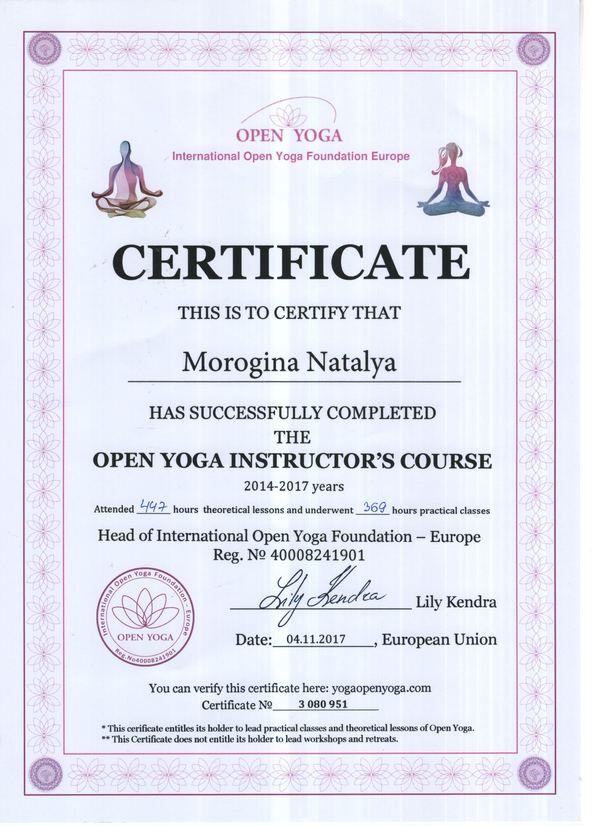 OPEN YOGA
International Open Yoga Foundation Europe
CERTIFICATE
THIS IS TO CERTIFY THAT
Morogina Natalya
HAS SUCCESSFULLY COMPLETED
THE
OPEN YOGA INSTRUCTOR'S COURSE
2014-2017 years
Attended 447 hours theoretical lessons and underwent 369 hours practical classes
Head of International Open Yoga Foundation – Europe
Reg. № 40008241901
International Open Yoga Foundation - Europe
OPEN YOGA
Reg.No40008241901
Lily Kendra Lily Kendra
Date: 04.11.2017, European Union
You can verify this certificate here: yogaopenyoga.com
Certificate № 3 080 951
* This cerificate entitles its holder to lead practical classes and theoretical lessons of Open Yoga.
** This Certificate does not entitle its holder to lead workshops and retreats.